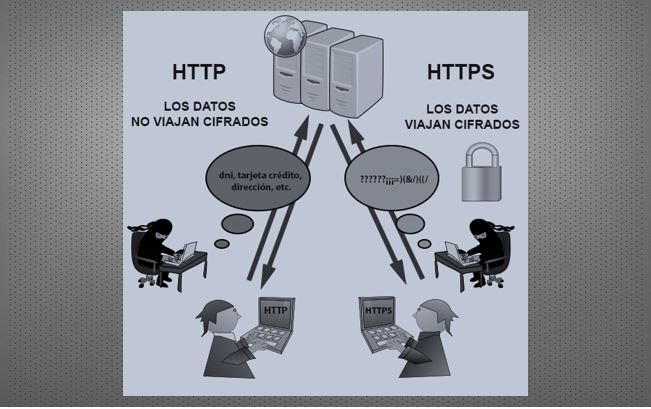 HTTP
LOS DATOS
NO VIAJAN CIFRADOS
HTTPS
LOS DATOS
VIAJAN CIFRADOS
dni, tarjeta crédito,
dirección, etc.
??????¡¡¡=)(&/)((/
HTTP
HTTPS